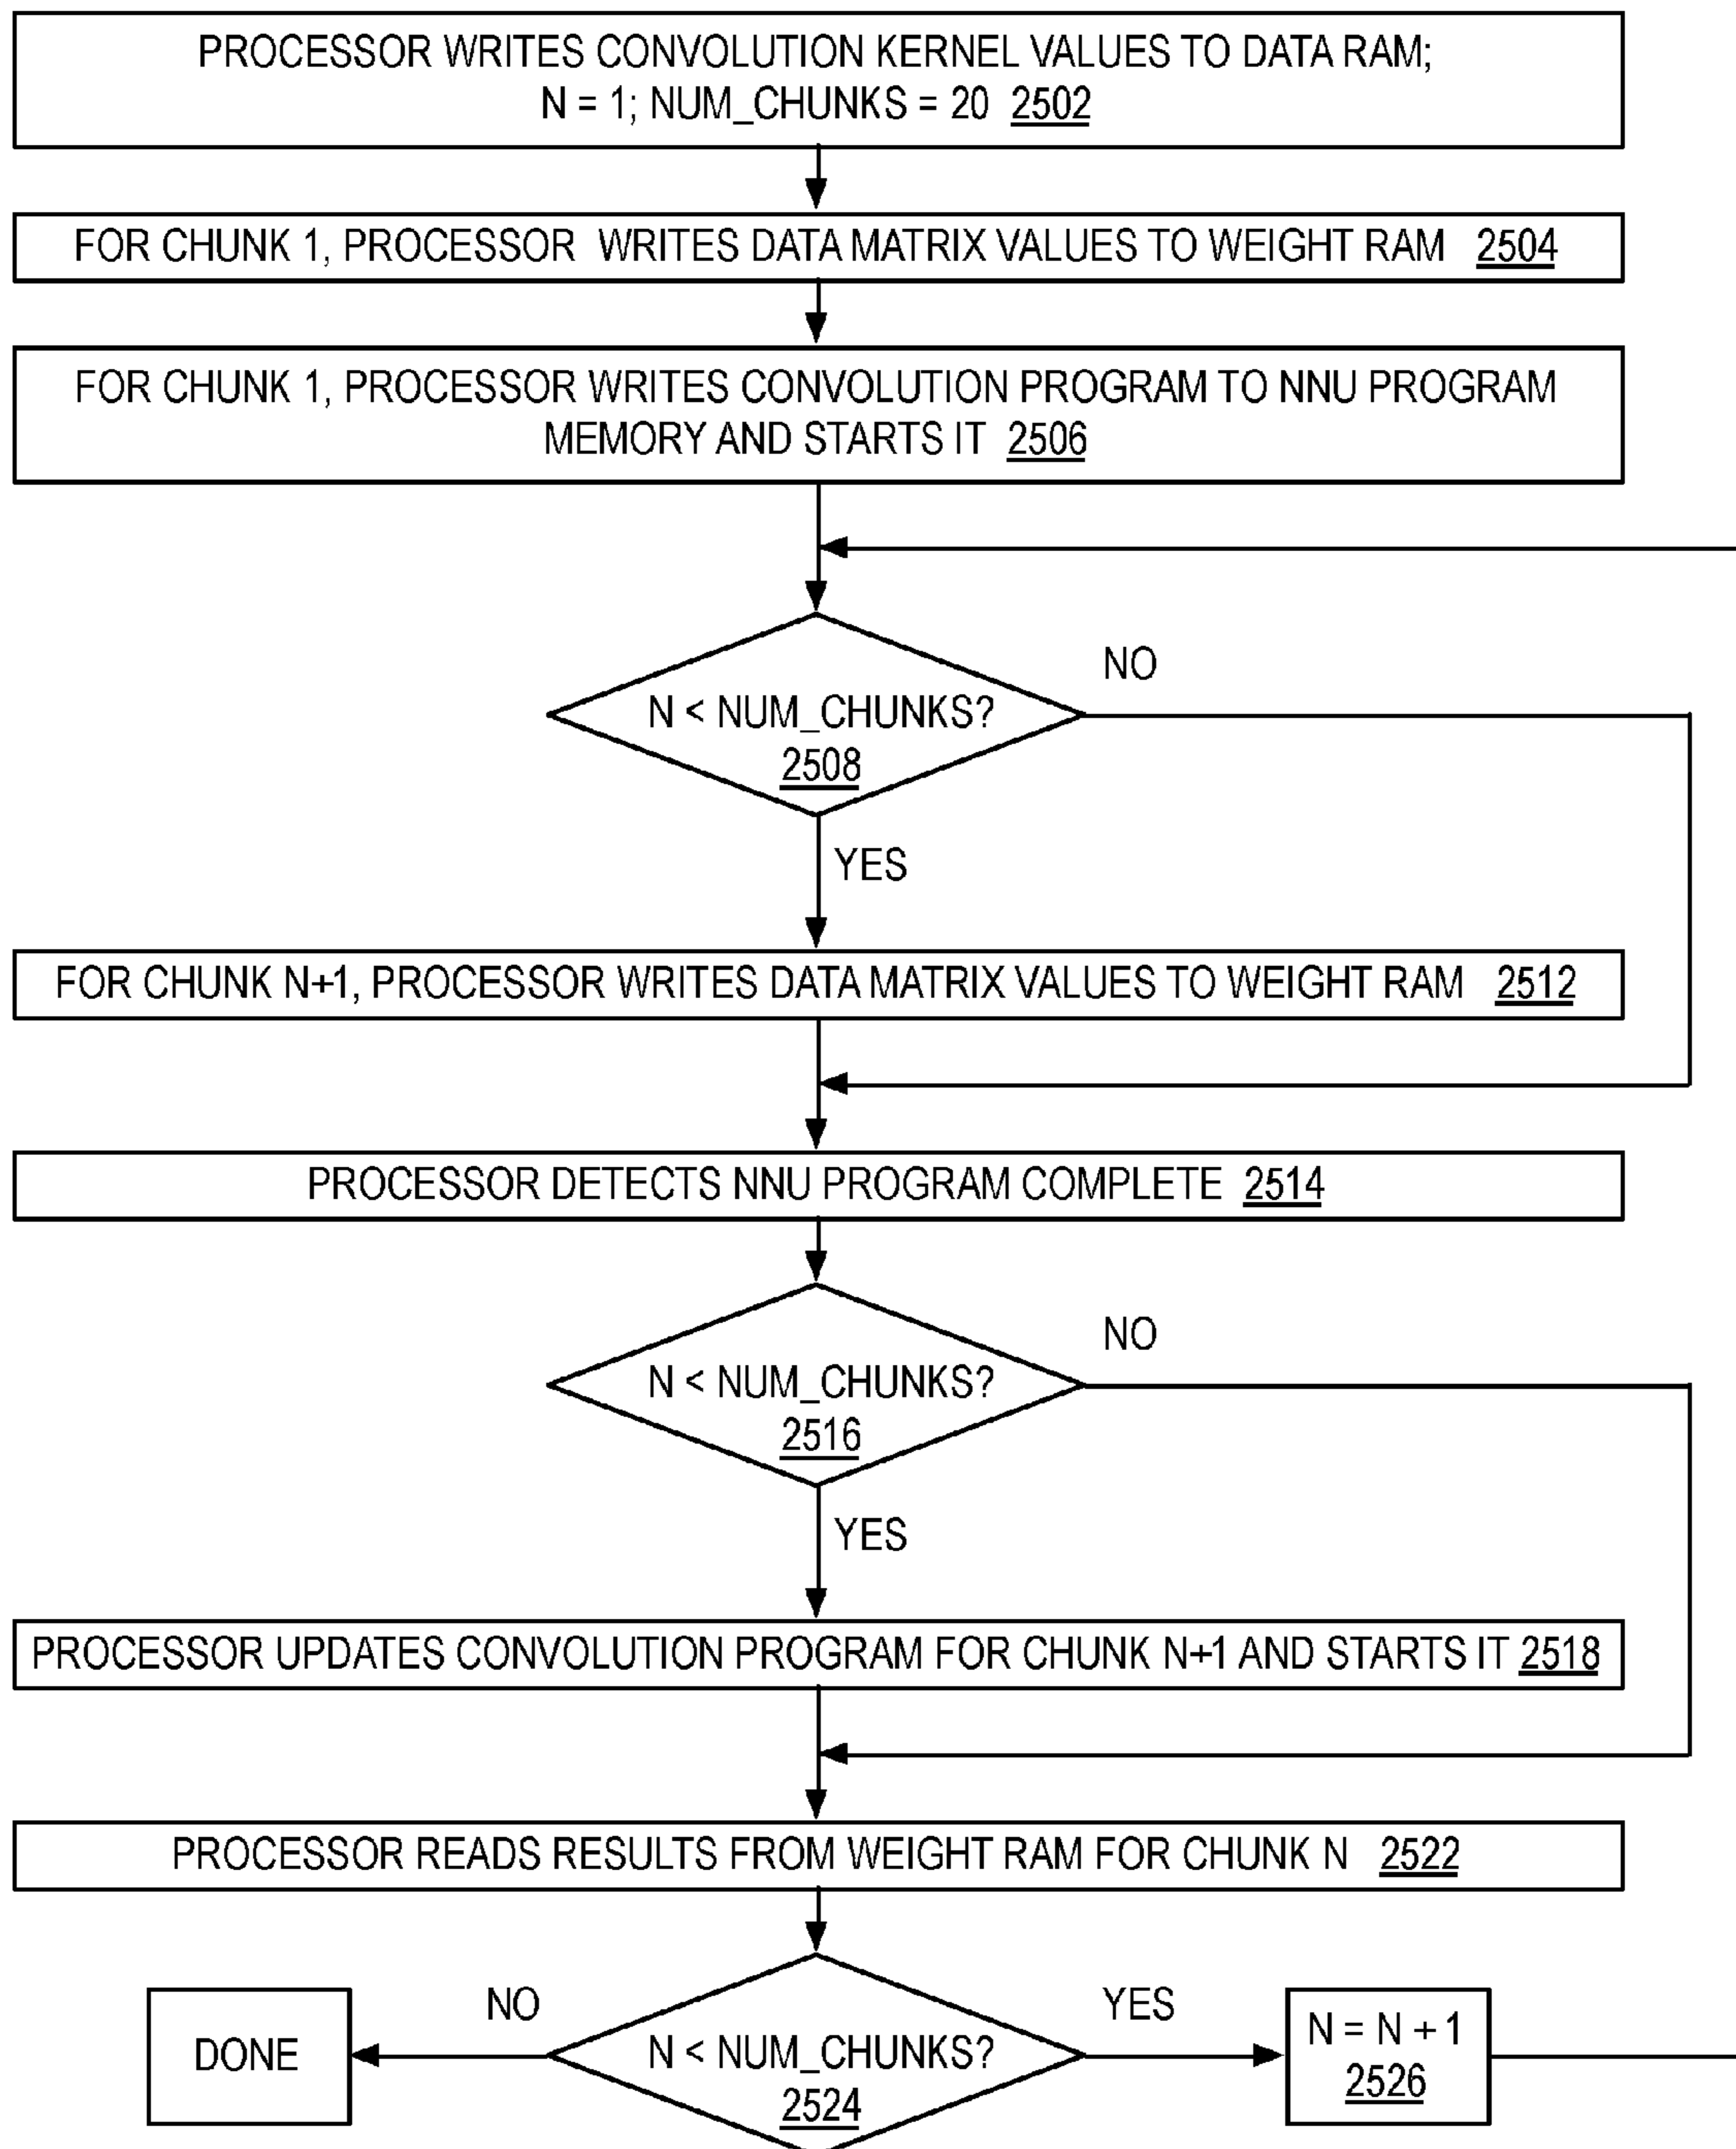 PROCESSOR WRITES CONVOLUTION KERNEL VALUES TO DATA RAM;
N = 1; NUM_CHUNKS = 20 2502
FOR CHUNK 1, PROCESSOR WRITES DATA MATRIX VALUES TO WEIGHT RAM 2504
FOR CHUNK 1, PROCESSOR WRITES CONVOLUTION PROGRAM TO NNU PROGRAM
MEMORY AND STARTS IT 2506
NO
N < NUM_CHUNKS?
2508
YES
FOR CHUNK N+1, PROCESSOR WRITES DATA MATRIX VALUES TO WEIGHT RAM 2512
PROCESSOR DETECTS NNU PROGRAM COMPLETE 2514
NO
N < NUM_CHUNKS?
2516
YES
PROCESSOR UPDATES CONVOLUTION PROGRAM FOR CHUNK N+1 AND STARTS IT 2518
PROCESSOR READS RESULTS FROM WEIGHT RAM FOR CHUNK N 2522
NO
YES
DONE
N < NUM_CHUNKS?
2524
N = N + 1
2526